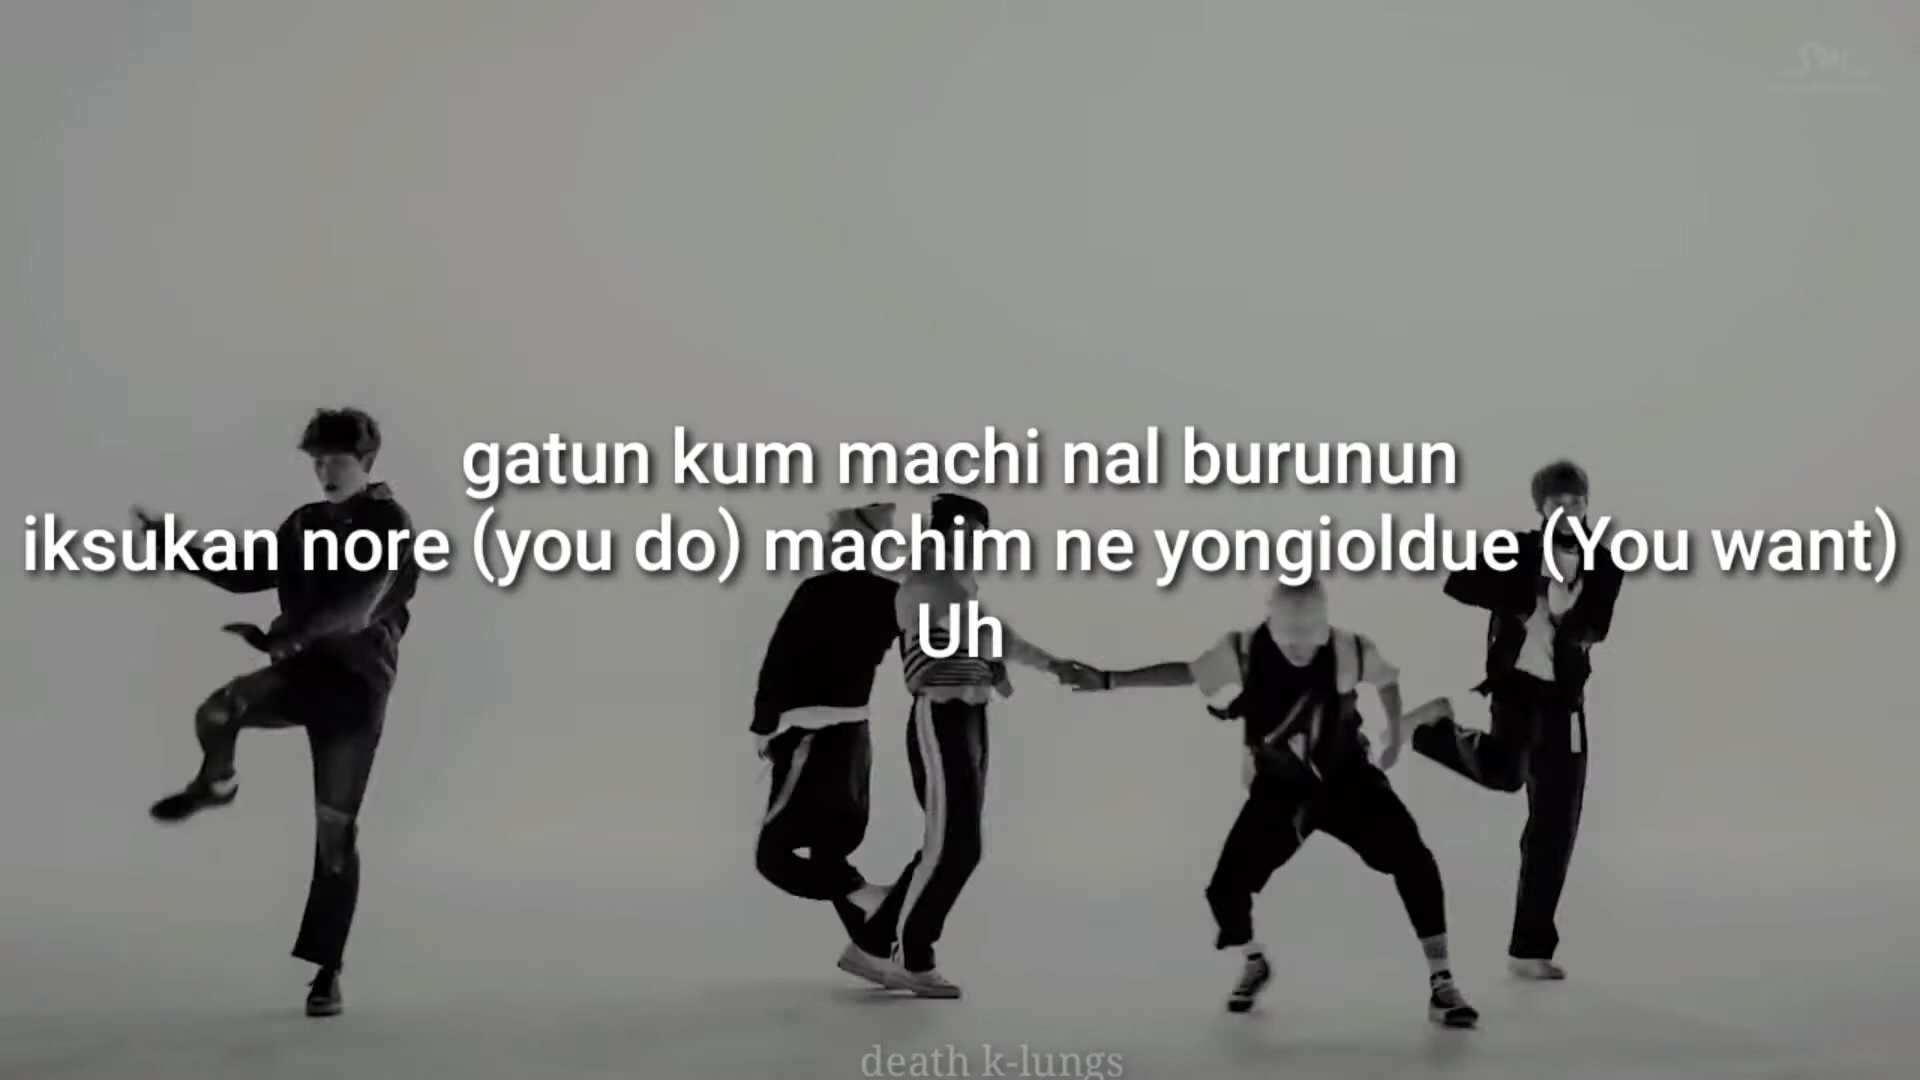 gatun kum machi nal burunun
iksukan nore (you do) machim ne yongioldue (You want)
Uh
death k-lungs